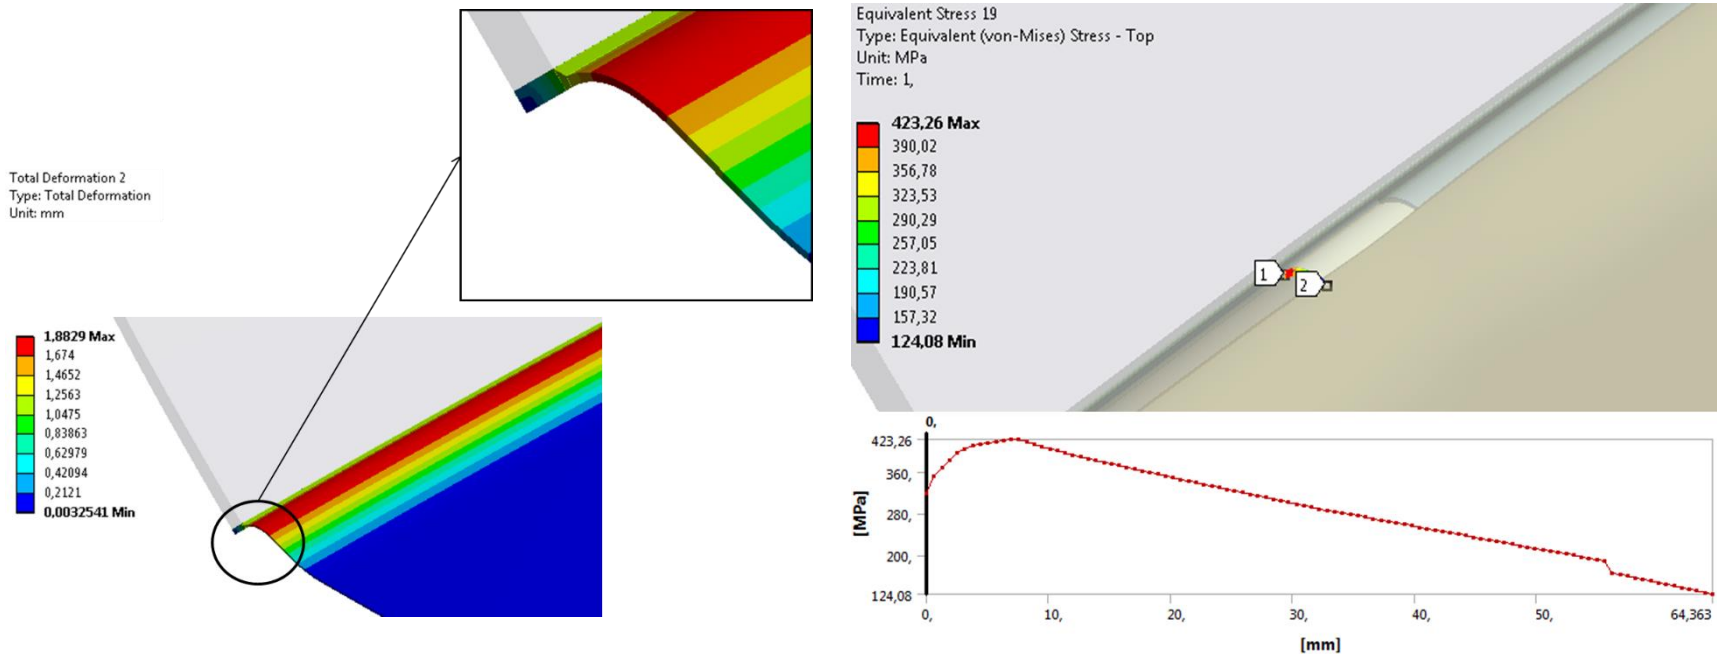 Total Deformation 2
Type: Total Deformation
Unit: mm
1,8829 Max
1,674
1,4652
1,2563
1,0475
0,83863
0,62979
0,42094
0,2121
0,0032541 Min
Equivalent Stress 19
Type: Equivalent (von-Mises) Stress - Top
Unit: MPa
Time: 1,
423,26 Max
390,02
356,78
323,53
290,29
257,05
223,81
190,57
157,32
124,08 Min
1
2
0,
423,26
360,
280,
200,
124,08
[MPa]
0,
10,
20,
30,
40,
50,
64,363
[mm]